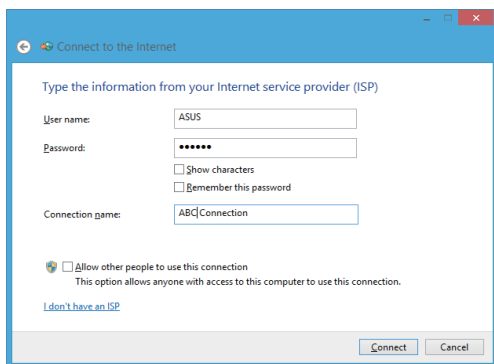 Connect to the Internet
Type the information from your Internet service provider (ISP)
User name: ASUS
Password: ••••••
Show characters
Remember this password
Connection name: ABC Connection
Allow other people to use this connection
This option allows anyone with access to this computer to use this connection.
I don't have an ISP
Connect Cancel